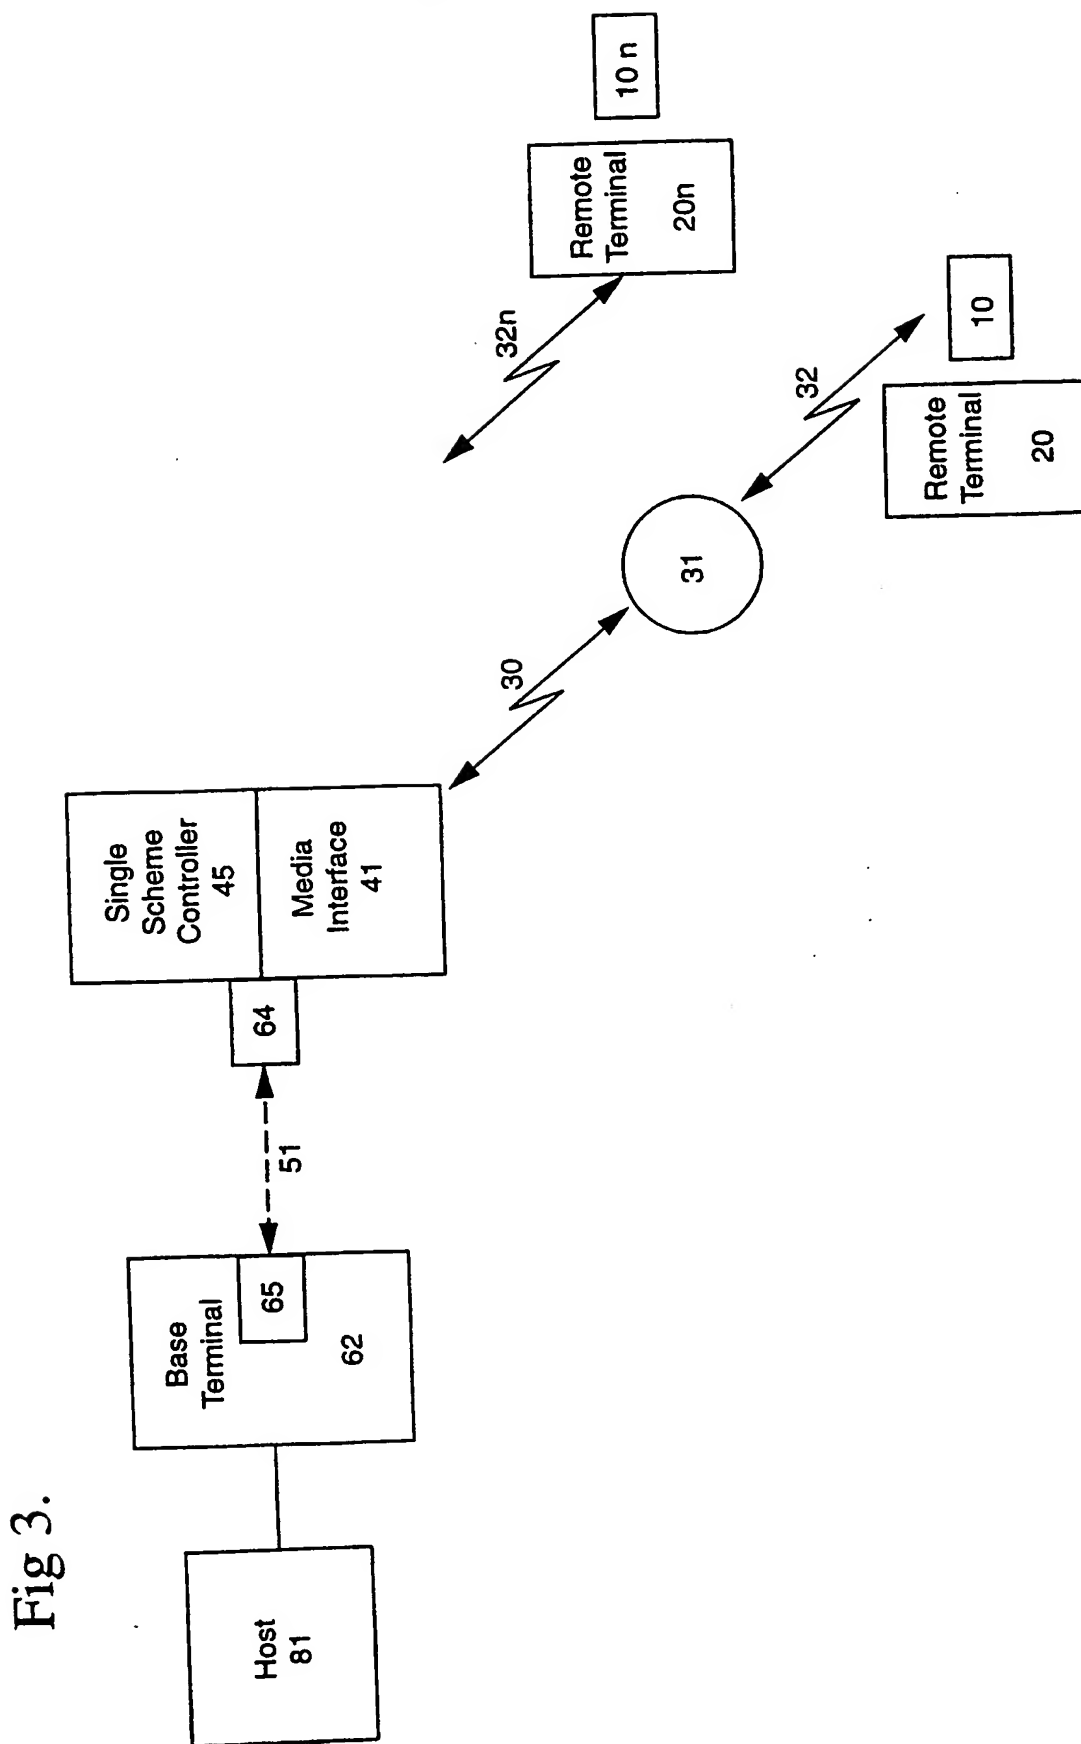 Fig 3.
Host
81
Base
Terminal
65
62
51
64
Single
Scheme
Controller
45
Media
Interface
41
30
31
32n
32
Remote
Terminal
20n
10 n
Remote
Terminal
20
10